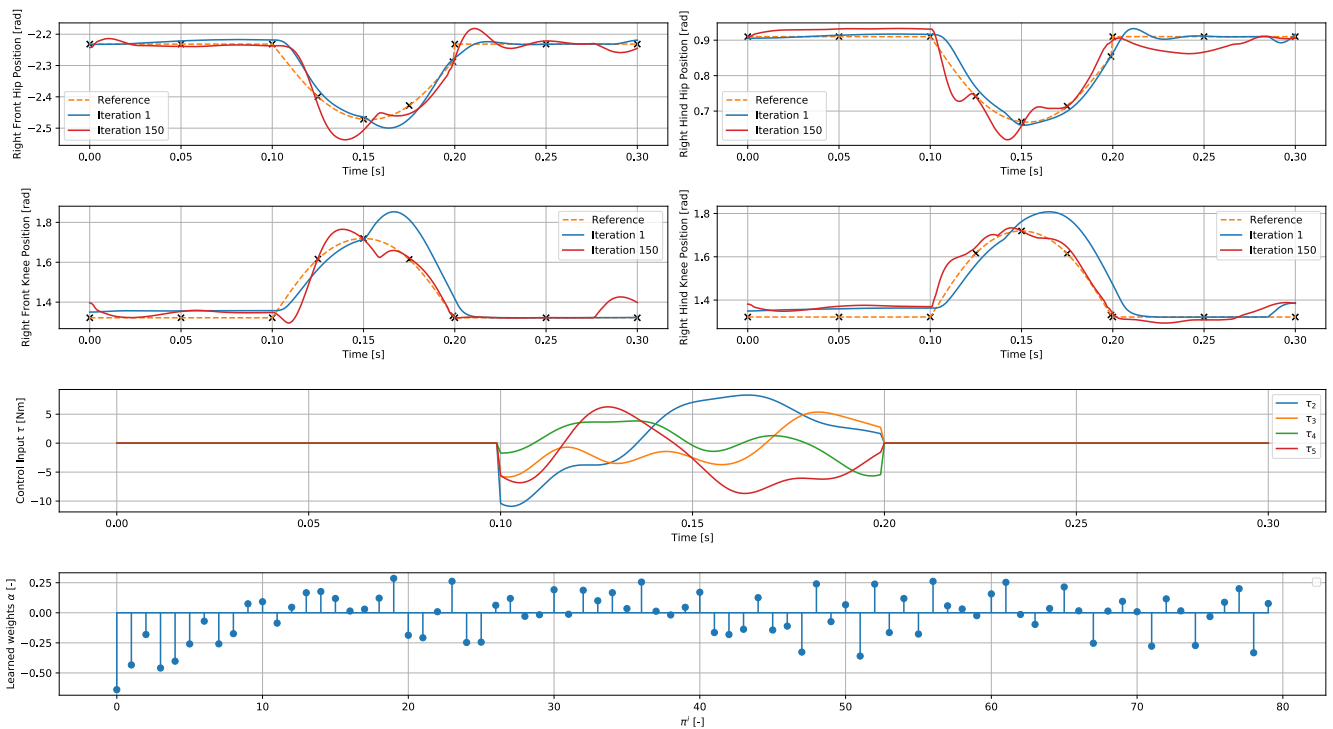 Right Front Hip Position [rad]
−2.2
−2.3
−2.4
−2.5
Reference
Iteration 1
Iteration 150
0.00 0.05 0.10 0.15 0.20 0.25 0.30
Time [s]
Right Hind Hip Position [rad]
0.9
0.8
0.7
0.6
Reference
Iteration 1
Iteration 150
0.00 0.05 0.10 0.15 0.20 0.25 0.30
Time [s]
Right Front Knee Position [rad]
1.8
1.6
1.4
Reference
Iteration 1
Iteration 150
0.00 0.05 0.10 0.15 0.20 0.25 0.30
Time [s]
Right Hind Knee Position [rad]
1.8
1.6
1.4
Reference
Iteration 1
Iteration 150
0.00 0.05 0.10 0.15 0.20 0.25 0.30
Time [s]
Control Input τ [Nm]
5
0
−5
−10
τ₂
τ₃
τ₄
τ₅
0.00 0.05 0.10 0.15 0.20 0.25 0.30
Time [s]
Learned weights α [-]
0.25
0.00
−0.25
−0.50
0 10 20 30 40 50 60 70 80
πⁱ [-]